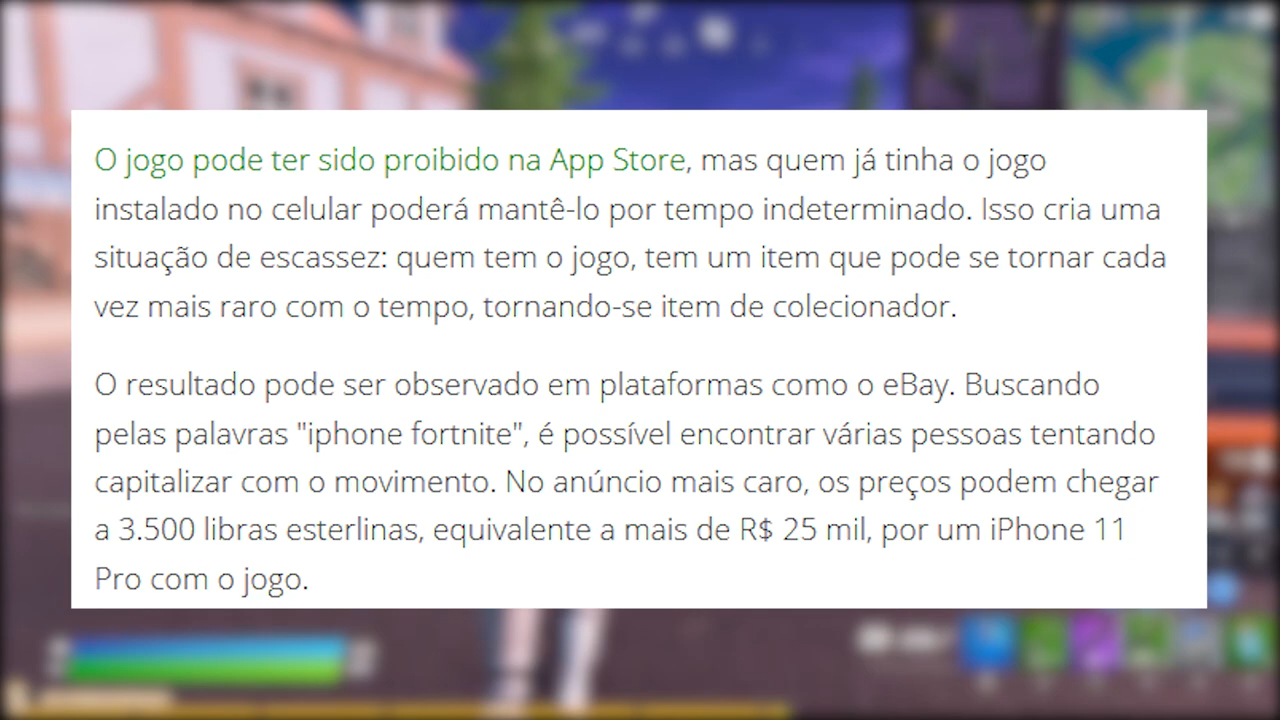 O jogo pode ter sido proibido na App Store, mas quem já tinha o jogo
instalado no celular poderá mantê-lo por tempo indeterminado. Isso cria uma
situação de escassez: quem tem o jogo, tem um item que pode se tornar cada
vez mais raro com o tempo, tornando-se item de colecionador.
O resultado pode ser observado em plataformas como o eBay. Buscando
pelas palavras "iphone fortnite", é possível encontrar várias pessoas tentando
capitalizar com o movimento. No anúncio mais caro, os preços podem chegar
a 3.500 libras esterlinas, equivalente a mais de R$ 25 mil, por um iPhone 11
Pro com o jogo.